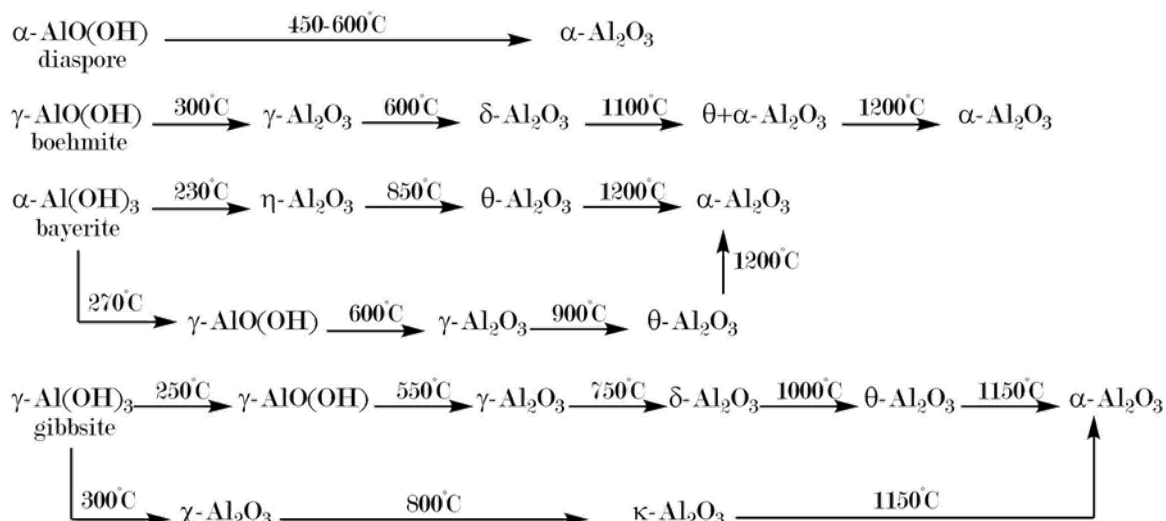 450-600°C
α-AlO(OH) α-Al₂O₃
diaspore
300°C 600°C 1100°C 1200°C
γ-AlO(OH) γ-Al₂O₃ δ-Al₂O₃ θ+α-Al₂O₃ α-Al₂O₃
boehmite
230°C 850°C 1200°C
α-Al(OH)₃ η-Al₂O₃ θ-Al₂O₃ α-Al₂O₃
bayerite
1200°C
270°C 600°C 900°C
γ-AlO(OH) γ-Al₂O₃ θ-Al₂O₃
250°C 550°C 750°C 1000°C 1150°C
γ-Al(OH)₃ γ-AlO(OH) γ-Al₂O₃ δ-Al₂O₃ θ-Al₂O₃ α-Al₂O₃
gibbsite
300°C 800°C 1150°C
χ-Al₂O₃ κ-Al₂O₃